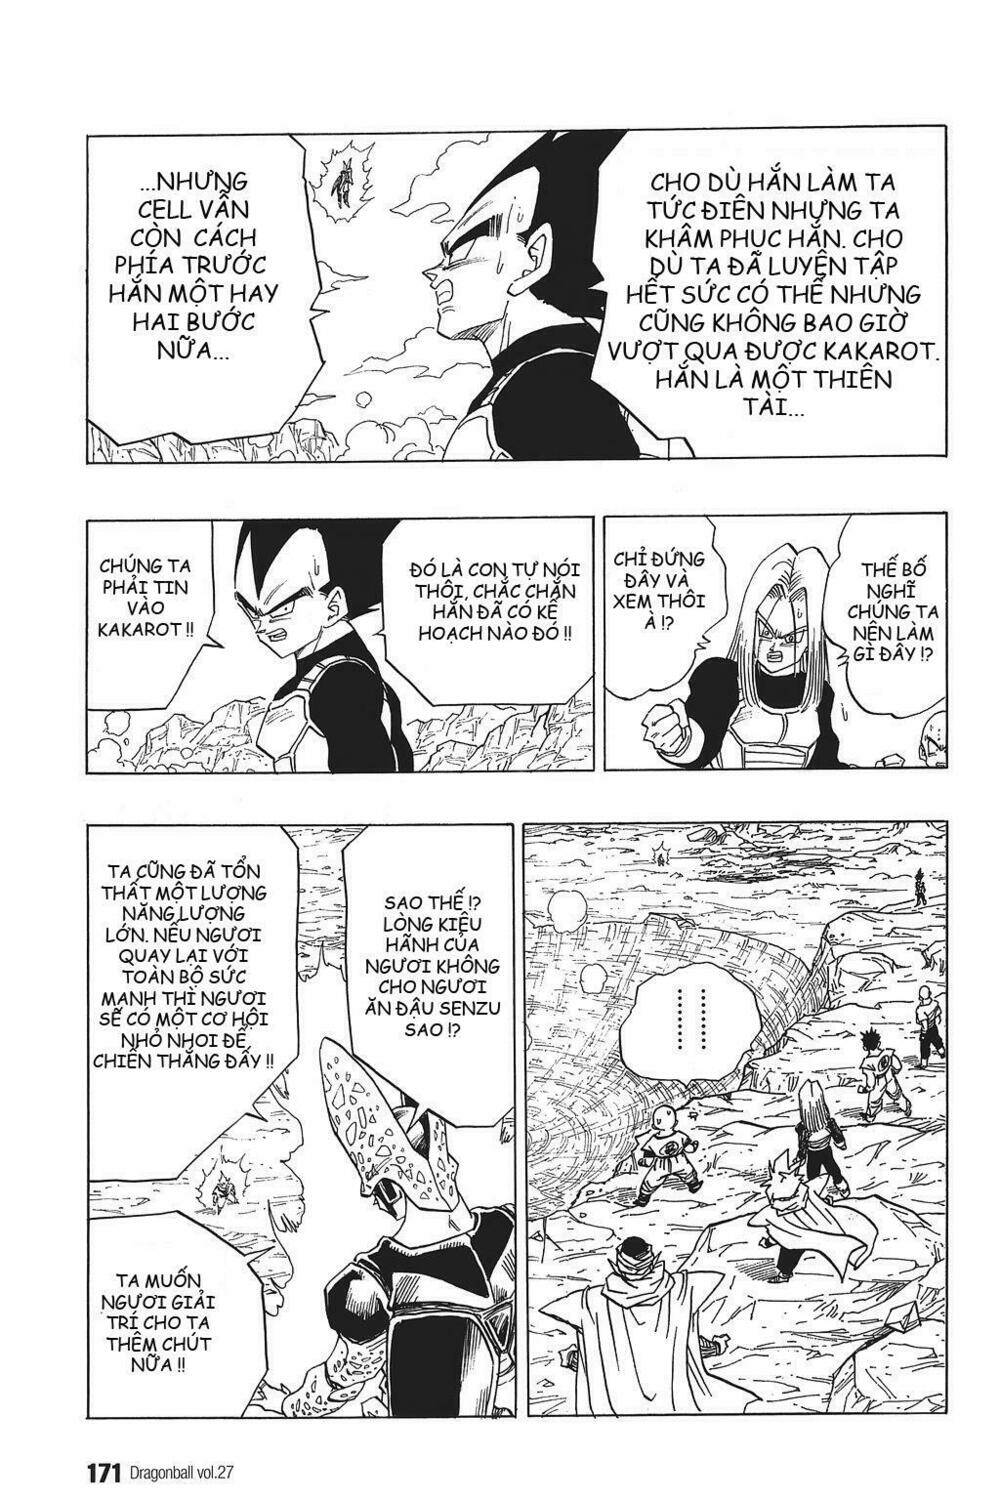 CHO DÙ HẮN LÀM TA
TỨC ĐIÊN NHƯNG TA
KHÂM PHỤC HẮN. CHO
DÙ TA ĐÃ LUYỆN TẬP
HẾT SỨC CÓ THỂ NHƯNG
CŨNG KHÔNG BAO GIỜ
VƯỢT QUA ĐƯỢC KAKAROT.
HẮN LÀ MỘT THIÊN
TÀI...
...NHƯNG
CELL VẪN
CÒN CÁCH
PHÍA TRƯỚC
HẮN MỘT HAY
HAI BƯỚC
NỮA...
THẾ BỐ
NGHĨ
CHÚNG TA
NÊN LÀM
GÌ ĐÂY !?
CHỈ ĐỨNG
ĐÂY VÀ
XEM THÔI
À !?
ĐÓ LÀ CON TỰ NÓI
THÔI, CHẮC CHẮN
HẮN ĐÃ CÓ KẾ
HOẠCH NÀO ĐÓ !!
CHÚNG TA
PHẢI TIN
VÀO
KAKAROT !!
......... .........
SAO THẾ !?
LÒNG KIÊU
HÃNH CỦA
NGƯƠI KHÔNG
CHO NGƯƠI
ĂN ĐẬU SENZU
SAO !?
TA CŨNG ĐÃ TỔN
THẤT MỘT LƯỢNG
NĂNG LƯỢNG
LỚN. NẾU NGƯƠI
QUAY LẠI VỚI
TOÀN BỘ SỨC
MẠNH THÌ NGƯƠI
SẼ CÓ MỘT CƠ HỘI
NHỎ NHOI ĐỂ
CHIẾN THẮNG ĐẤY !!
TA MUỐN
NGƯƠI GIẢI
TRÍ CHO TA
THÊM CHÚT
NỮA !!
171 Dragonball vol.27